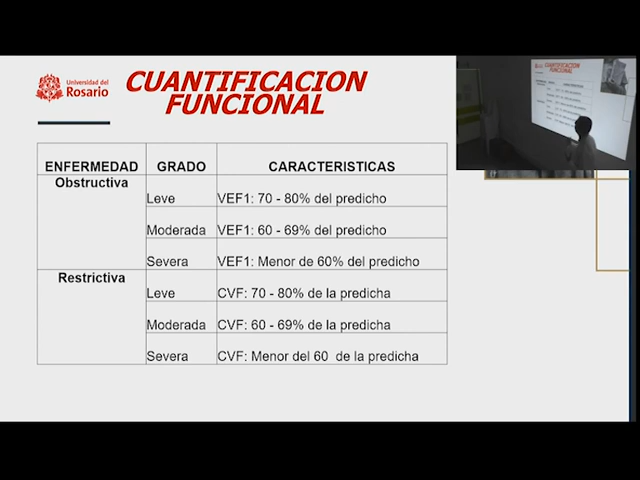 Universidad del
Rosario
CUANTIFICACION
FUNCIONAL
ENFERMEDAD GRADO CARACTERISTICAS
Obstructiva
Leve VEF1: 70 - 80% del predicho
Moderada VEF1: 60 - 69% del predicho
Severa VEF1: Menor de 60% del predicho
Restrictiva
Leve CVF: 70 - 80% de la predicha
Moderada CVF: 60 - 69% de la predicha
Severa CVF: Menor del 60 de la predicha
CUANTIFICACION
FUNCIONAL